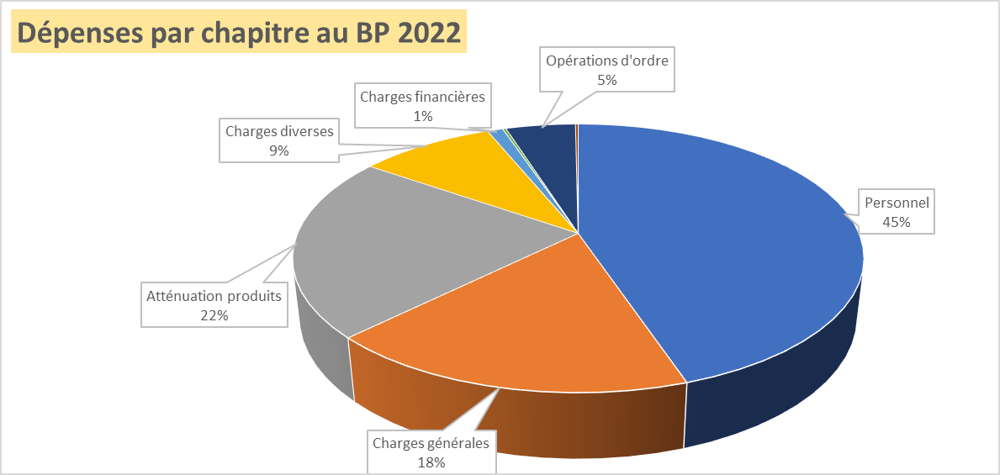 Dépenses par chapitre au BP 2022
Opérations d'ordre
5%
Charges financières
1%
Charges diverses
9%
Personnel
45%
Atténuation produits
22%
Charges générales
18%